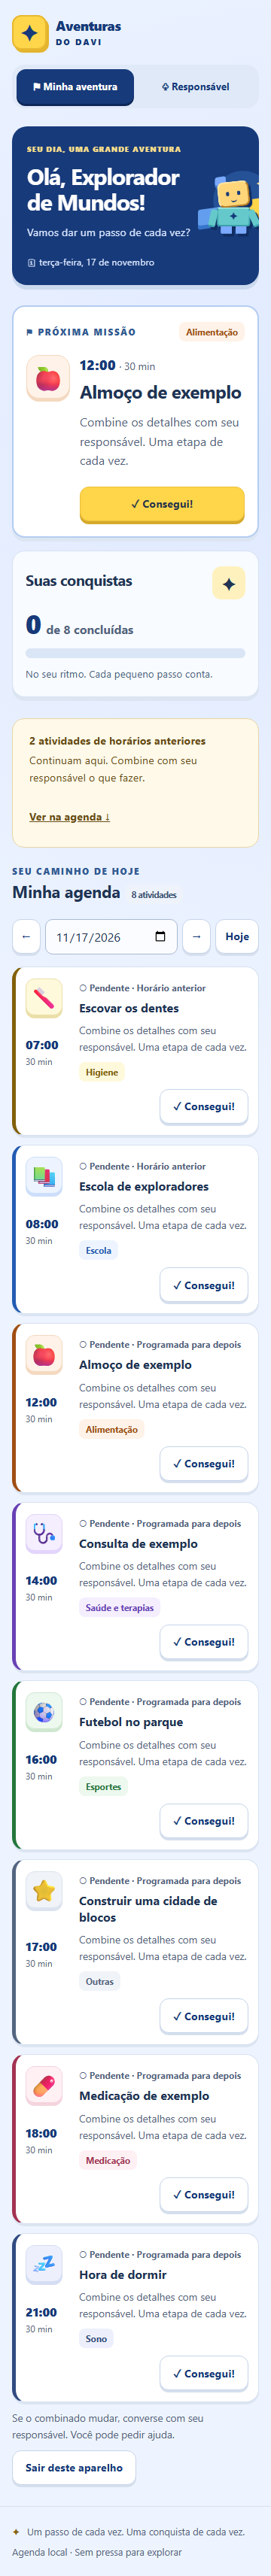 Aventuras
DO DAVI
Minha aventura
Responsável
SEU DIA, UMA GRANDE AVENTURA
Olá, Explorador
de Mundos!
Vamos dar um passo de cada vez?
terça-feira, 17 de novembro
PRÓXIMA MISSÃO
Alimentação
12:00 · 30 min
Almoço de exemplo
Combine os detalhes com seu
responsável. Uma etapa de
cada vez.
✓ Consegui!
Suas conquistas
0 de 8 concluídas
No seu ritmo. Cada pequeno passo conta.
2 atividades de horários anteriores
Continuam aqui. Combine com seu
responsável o que fazer.
Ver na agenda ↓
SEU CAMINHO DE HOJE
Minha agenda 8 atividades
←
11/17/2026
→
Hoje
○ Pendente · Horário anterior
Escovar os dentes
Combine os detalhes com seu
responsável. Uma etapa de cada vez.
07:00
30 min
Higiene
✓ Consegui!
○ Pendente · Horário anterior
Escola de exploradores
Combine os detalhes com seu
responsável. Uma etapa de cada vez.
08:00
30 min
Escola
✓ Consegui!
○ Pendente · Programada para depois
Almoço de exemplo
Combine os detalhes com seu
responsável. Uma etapa de cada vez.
12:00
30 min
Alimentação
✓ Consegui!
○ Pendente · Programada para depois
Consulta de exemplo
Combine os detalhes com seu
responsável. Uma etapa de cada vez.
14:00
30 min
Saúde e terapias
✓ Consegui!
○ Pendente · Programada para depois
Futebol no parque
Combine os detalhes com seu
responsável. Uma etapa de cada vez.
16:00
30 min
Esportes
✓ Consegui!
○ Pendente · Programada para depois
Construir uma cidade de
blocos
Combine os detalhes com seu
responsável. Uma etapa de cada vez.
17:00
30 min
Outras
✓ Consegui!
○ Pendente · Programada para depois
Medicação de exemplo
Combine os detalhes com seu
responsável. Uma etapa de cada vez.
18:00
30 min
Medicação
✓ Consegui!
○ Pendente · Programada para depois
Hora de dormir
Combine os detalhes com seu
responsável. Uma etapa de cada vez.
21:00
30 min
Sono
✓ Consegui!
Se o combinado mudar, converse com seu
responsável. Você pode pedir ajuda.
Sair deste aparelho
✦ Um passo de cada vez. Uma conquista de cada vez.
Agenda local · Sem pressa para explorar